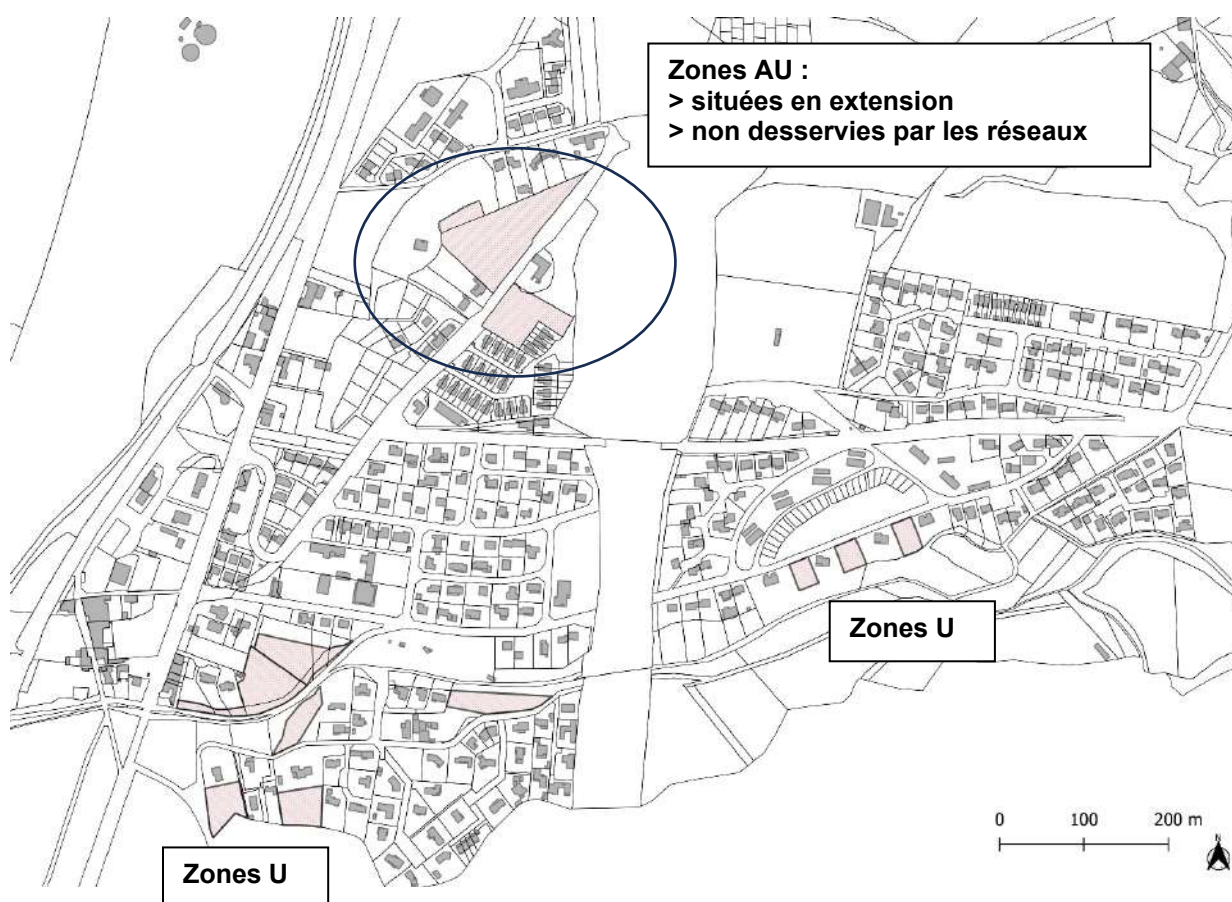 Zones AU :
> situées en extension
> non desservies par les réseaux
Zones U
Zones U
0 100 200 m
N